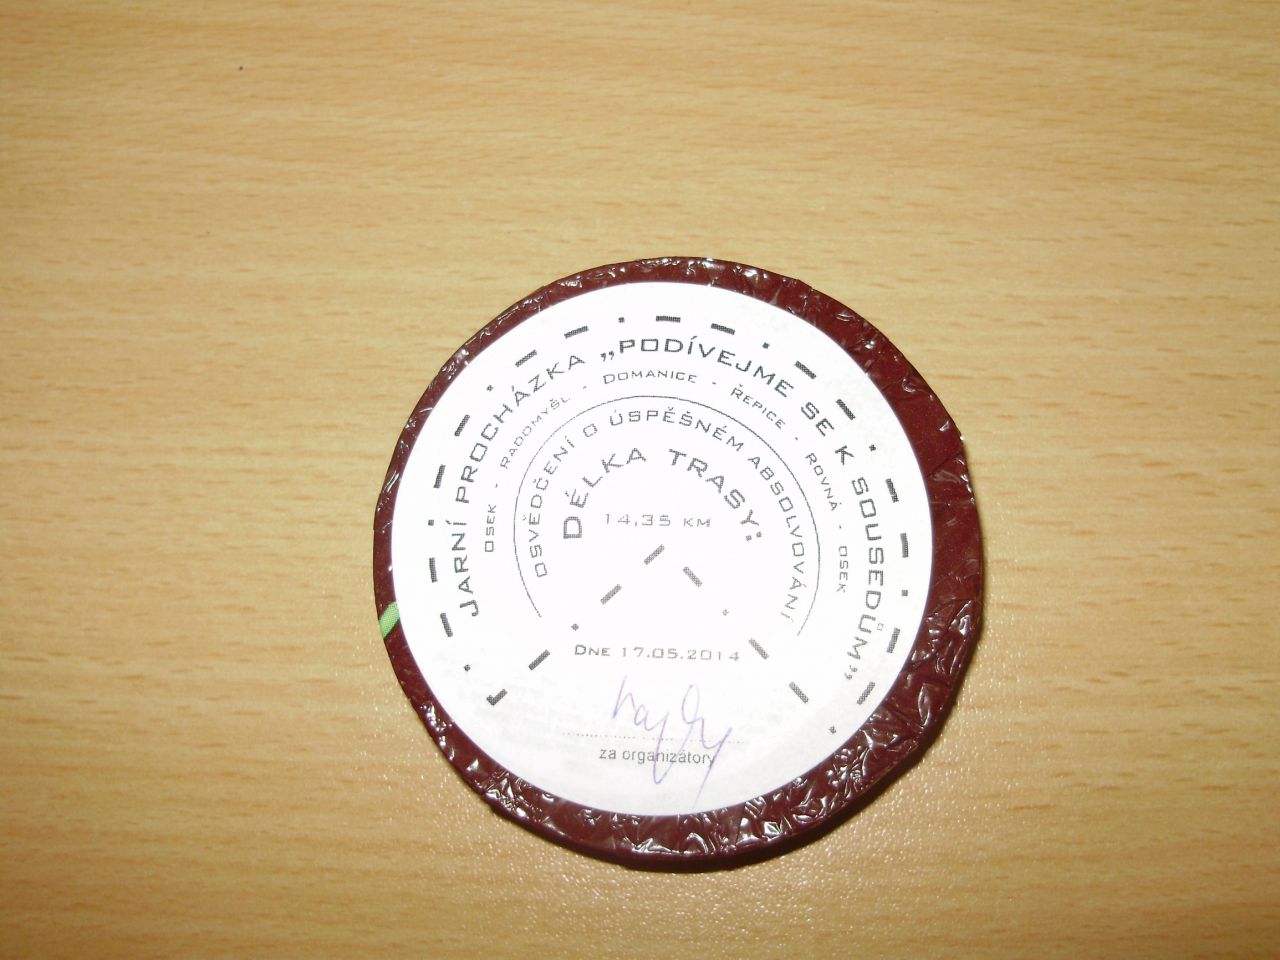 JARNÍ PROCHÁZKA „PODÍVEJME SE K SOUSEDŮM”
OSEK - RADOMYŠL - DOMANICE - ŘEPICE - ROVNÁ - OSEK
OSVĚDČENÍ O ÚSPĚŠNÉM ABSOLVOVÁNÍ
DÉLKA TRASY:
14,35 KM
DNE 17.05.2014
za organizátory